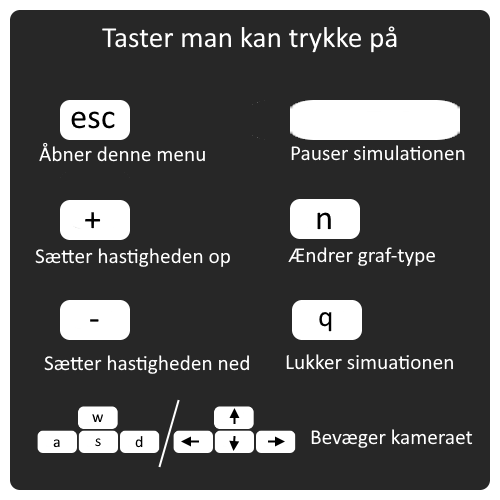 Taster man kan trykke på
esc
Åbner denne menu
Pauser simulationen
+
n
Sætter hastigheden op
Ændrer graf-type
-
q
Sætter hastigheden ned
Lukker simuationen
w
a s d
/
↑
← ↓ →
Bevæger kameraet